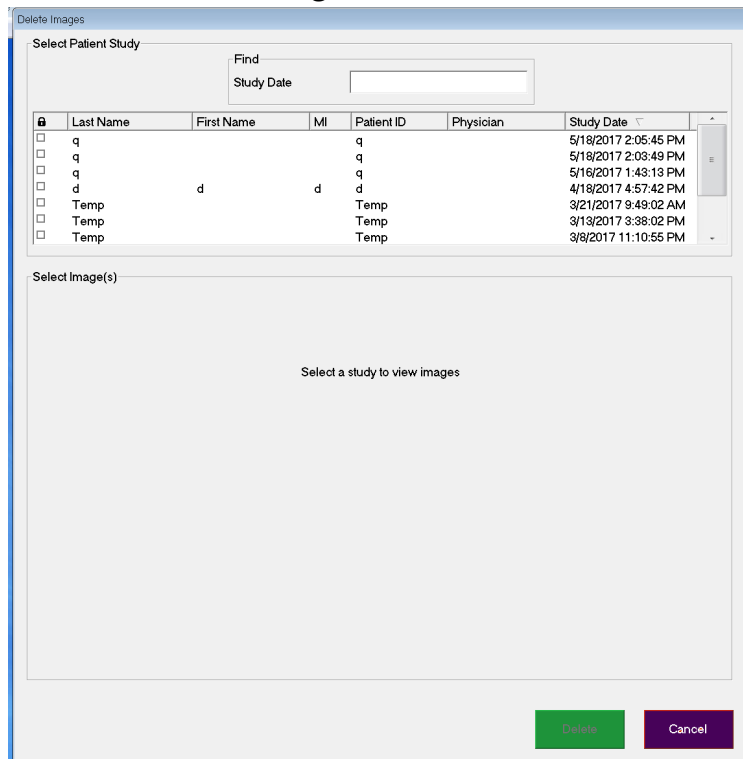 Delete Images
Select Patient Study
Find
Study Date
Last Name First Name MI Patient ID Physician Study Date
q q 5/18/2017 2:05:45 PM
q q 5/18/2017 2:03:49 PM
q q 5/16/2017 1:43:13 PM
d d d d 4/18/2017 4:57:42 PM
Temp Temp 3/21/2017 9:49:02 AM
Temp Temp 3/13/2017 3:38:02 PM
Temp Temp 3/8/2017 11:10:55 PM
Select Image(s)
Select a study to view images
Delete Cancel